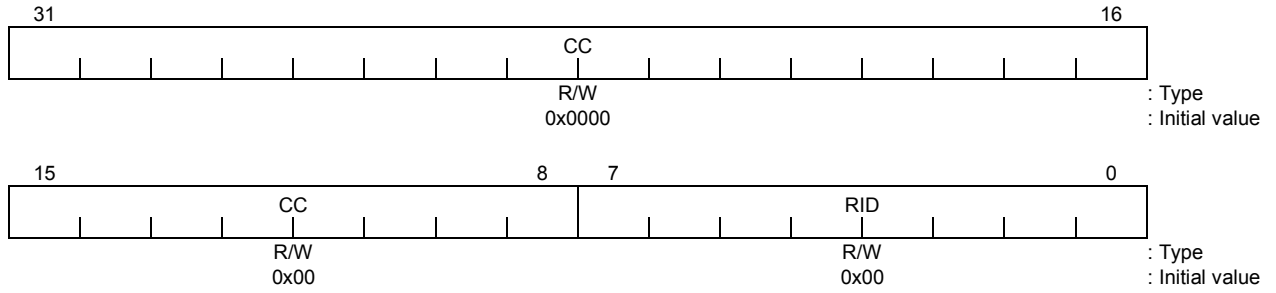 31 16
CC
R/W : Type
0x0000 : Initial value
15 8 7 0
CC RID
R/W R/W : Type
0x00 0x00 : Initial value